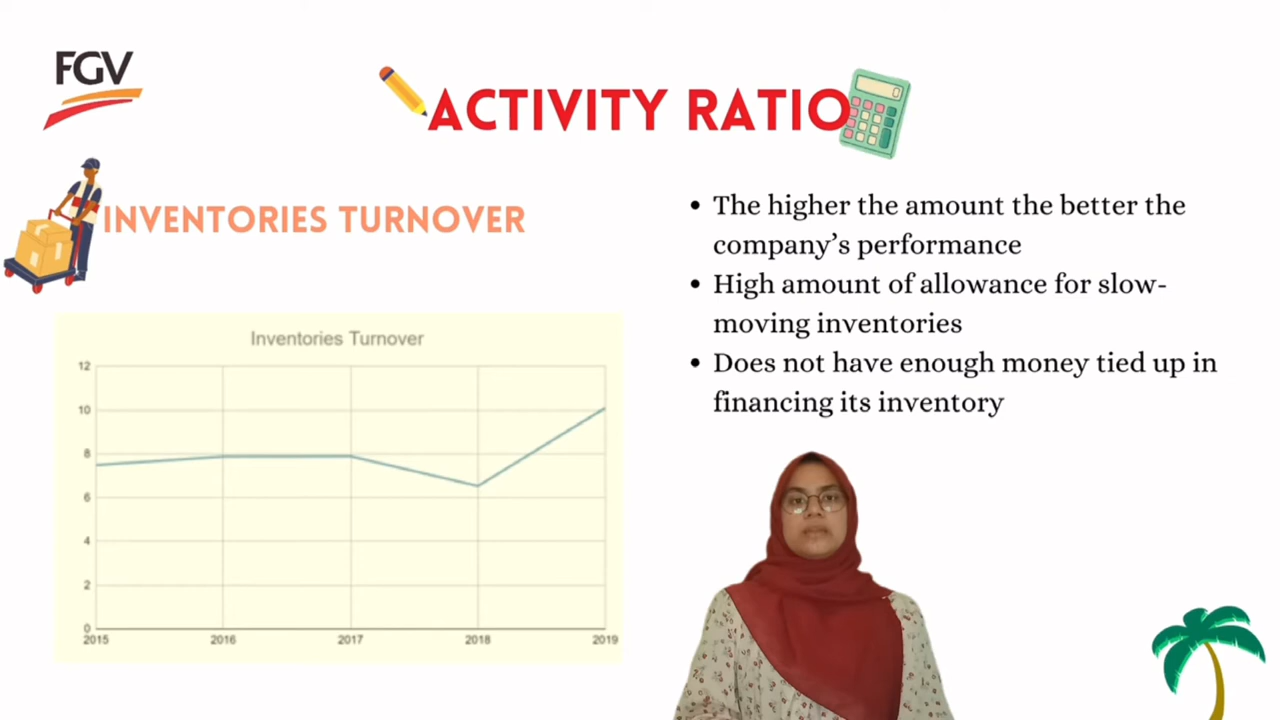 FGV
ACTIVITY RATIO
0
INVENTORIES TURNOVER
• The higher the amount the better the
company’s performance
• High amount of allowance for slow-
moving inventories
• Does not have enough money tied up in
financing its inventory
Inventories Turnover
12
10
8
6
4
2
0
2015 2016 2017 2018 2019